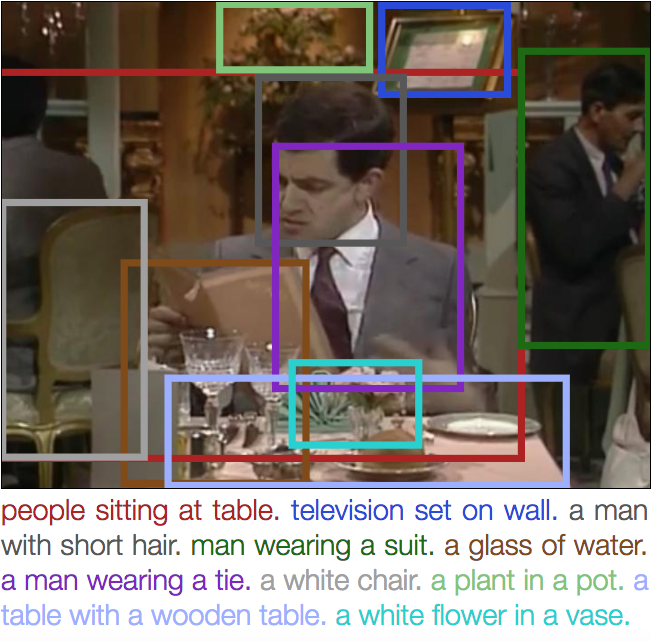 people sitting at table. television set on wall. a man
with short hair. man wearing a suit. a glass of water.
a man wearing a tie. a white chair. a plant in a pot. a
table with a wooden table. a white flower in a vase.